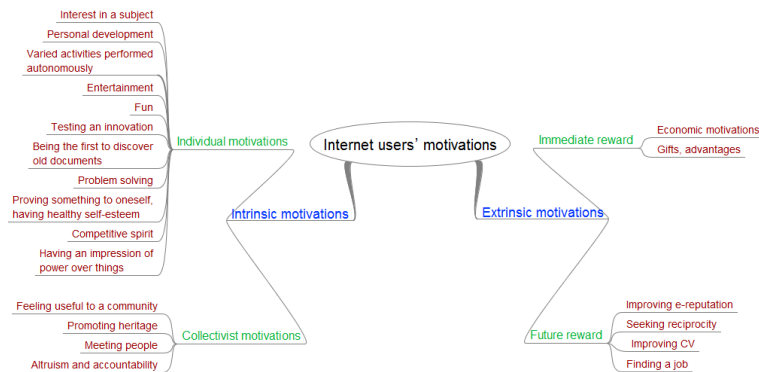 Internet users’ motivations
Intrinsic motivations
Individual motivations
Interest in a subject
Personal development
Varied activities performed
autonomously
Entertainment
Fun
Testing an innovation
Being the first to discover
old documents
Problem solving
Proving something to oneself,
having healthy self-esteem
Competitive spirit
Having an impression of
power over things
Collectivist motivations
Feeling useful to a community
Promoting heritage
Meeting people
Altruism and accountability
Extrinsic motivations
Immediate reward
Economic motivations
Gifts, advantages
Future reward
Improving e-reputation
Seeking reciprocity
Improving CV
Finding a job